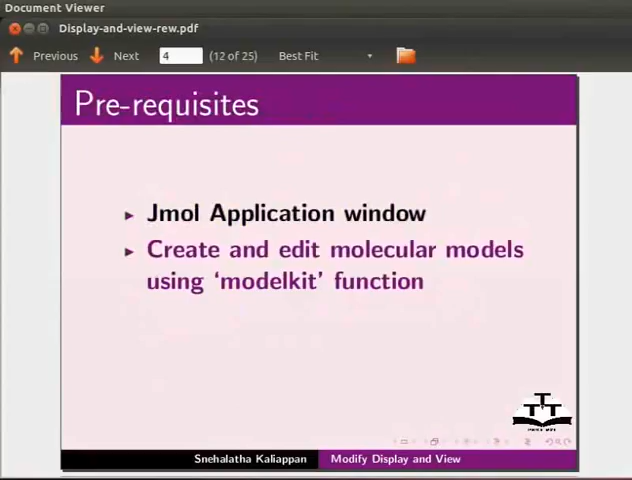 Document Viewer
Display-and-view-rew.pdf
Previous Next 4 (12 of 25) Best Fit
Pre-requisites
Jmol Application window
Create and edit molecular models
using ‘modelkit’ function
Snehalatha Kaliappan Modify Display and View